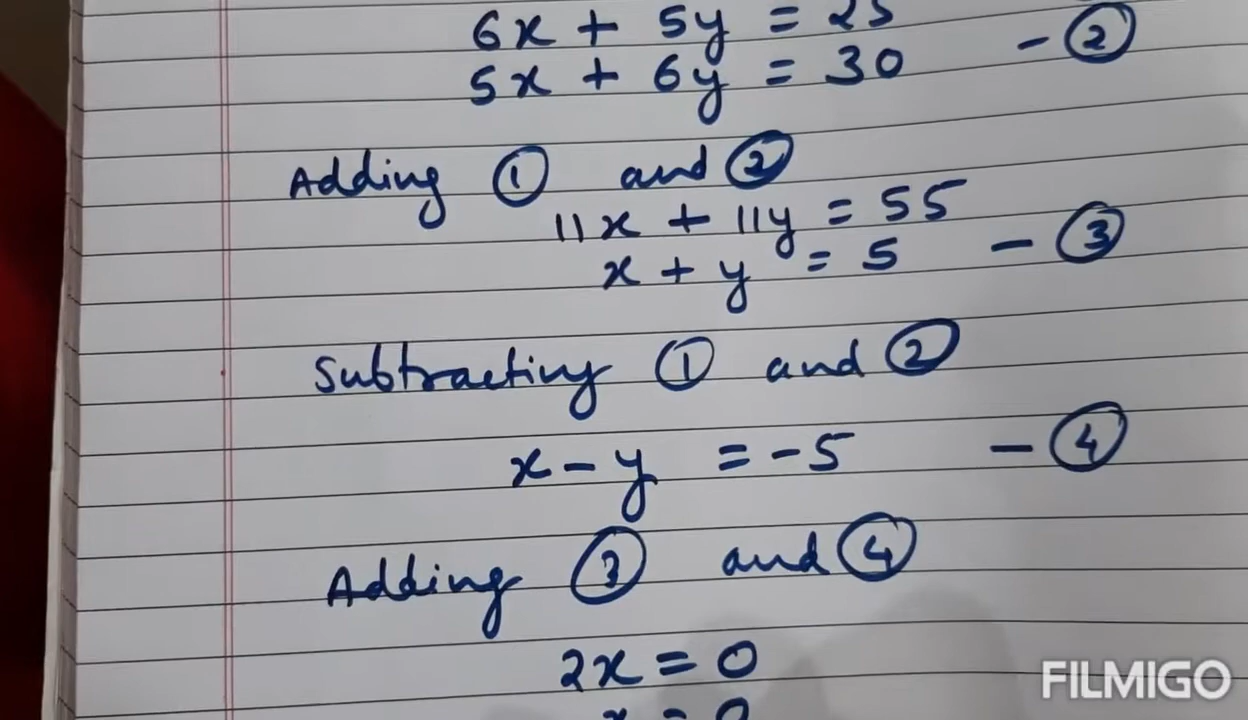 6x + 5y = 25
5x + 6y = 30 - ②
Adding ① and ②
11x + 11y = 55
x + y = 5 - ③
Subtracting ① and ②
x - y = -5 - ④
Adding ③ and ④
2x = 0
x = 0
FILMIGO